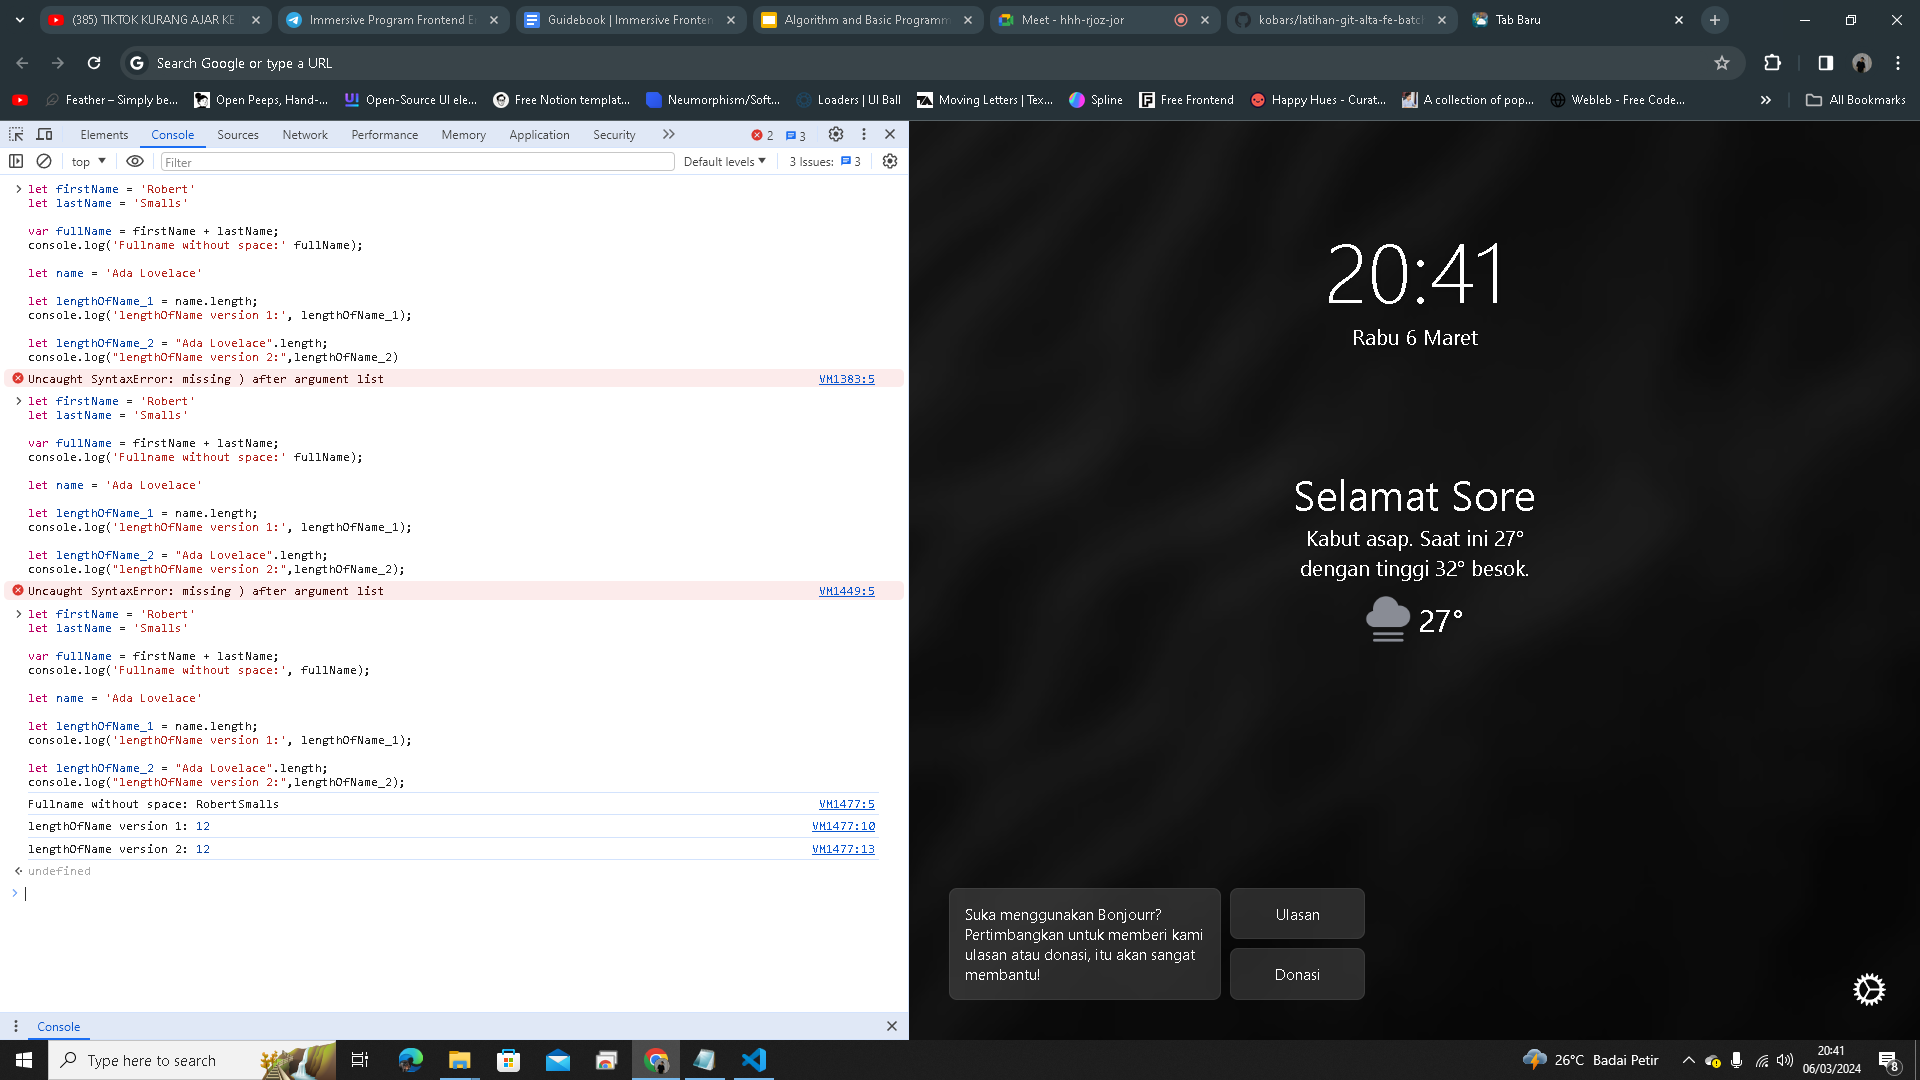 (385) TIKTOK KURANG AJAR KE
Immersive Program Frontend E
Guidebook | Immersive Fronten
Algorithm and Basic Programm
Meet - hhh-rjoz-jor
kobars/latihan-git-alta-fe-batch
Tab Baru
Search Google or type a URL
Feather – Simply be...
Open Peeps, Hand-...
Open-Source UI ele...
Free Notion templat...
Neumorphism/Soft...
Loaders | UI Ball
Moving Letters | Tex...
Spline
Free Frontend
Happy Hues - Curat...
A collection of pop...
Webleb - Free Code...
All Bookmarks
Elements Console Sources Network Performance Memory Application Security 2 3
top Filter Default levels 3 Issues: 3
let firstName = 'Robert'
let lastName = 'Smalls'
var fullName = firstName + lastName;
console.log('Fullname without space:' fullName);
let name = 'Ada Lovelace'
let lengthOfName_1 = name.length;
console.log('lengthOfName version 1:', lengthOfName_1);
let lengthOfName_2 = "Ada Lovelace".length;
console.log("lengthOfName version 2:",lengthOfName_2)
Uncaught SyntaxError: missing ) after argument list VM1383:5
let firstName = 'Robert'
let lastName = 'Smalls'
var fullName = firstName + lastName;
console.log('Fullname without space:' fullName);
let name = 'Ada Lovelace'
let lengthOfName_1 = name.length;
console.log('lengthOfName version 1:', lengthOfName_1);
let lengthOfName_2 = "Ada Lovelace".length;
console.log("lengthOfName version 2:",lengthOfName_2);
Uncaught SyntaxError: missing ) after argument list VM1449:5
let firstName = 'Robert'
let lastName = 'Smalls'
var fullName = firstName + lastName;
console.log('Fullname without space:', fullName);
let name = 'Ada Lovelace'
let lengthOfName_1 = name.length;
console.log('lengthOfName version 1:', lengthOfName_1);
let lengthOfName_2 = "Ada Lovelace".length;
console.log("lengthOfName version 2:",lengthOfName_2);
Fullname without space: RobertSmalls VM1477:5
lengthOfName version 1: 12 VM1477:10
lengthOfName version 2: 12 VM1477:13
undefined
Console
20:41
Rabu 6 Maret
Selamat Sore
Kabut asap. Saat ini 27°
dengan tinggi 32° besok.
27°
Suka menggunakan Bonjourr?
Pertimbangkan untuk memberi kami
ulasan atau donasi, itu akan sangat
membantu!
Ulasan
Donasi
Type here to search
26°C Badai Petir
20:41
06/03/2024
8